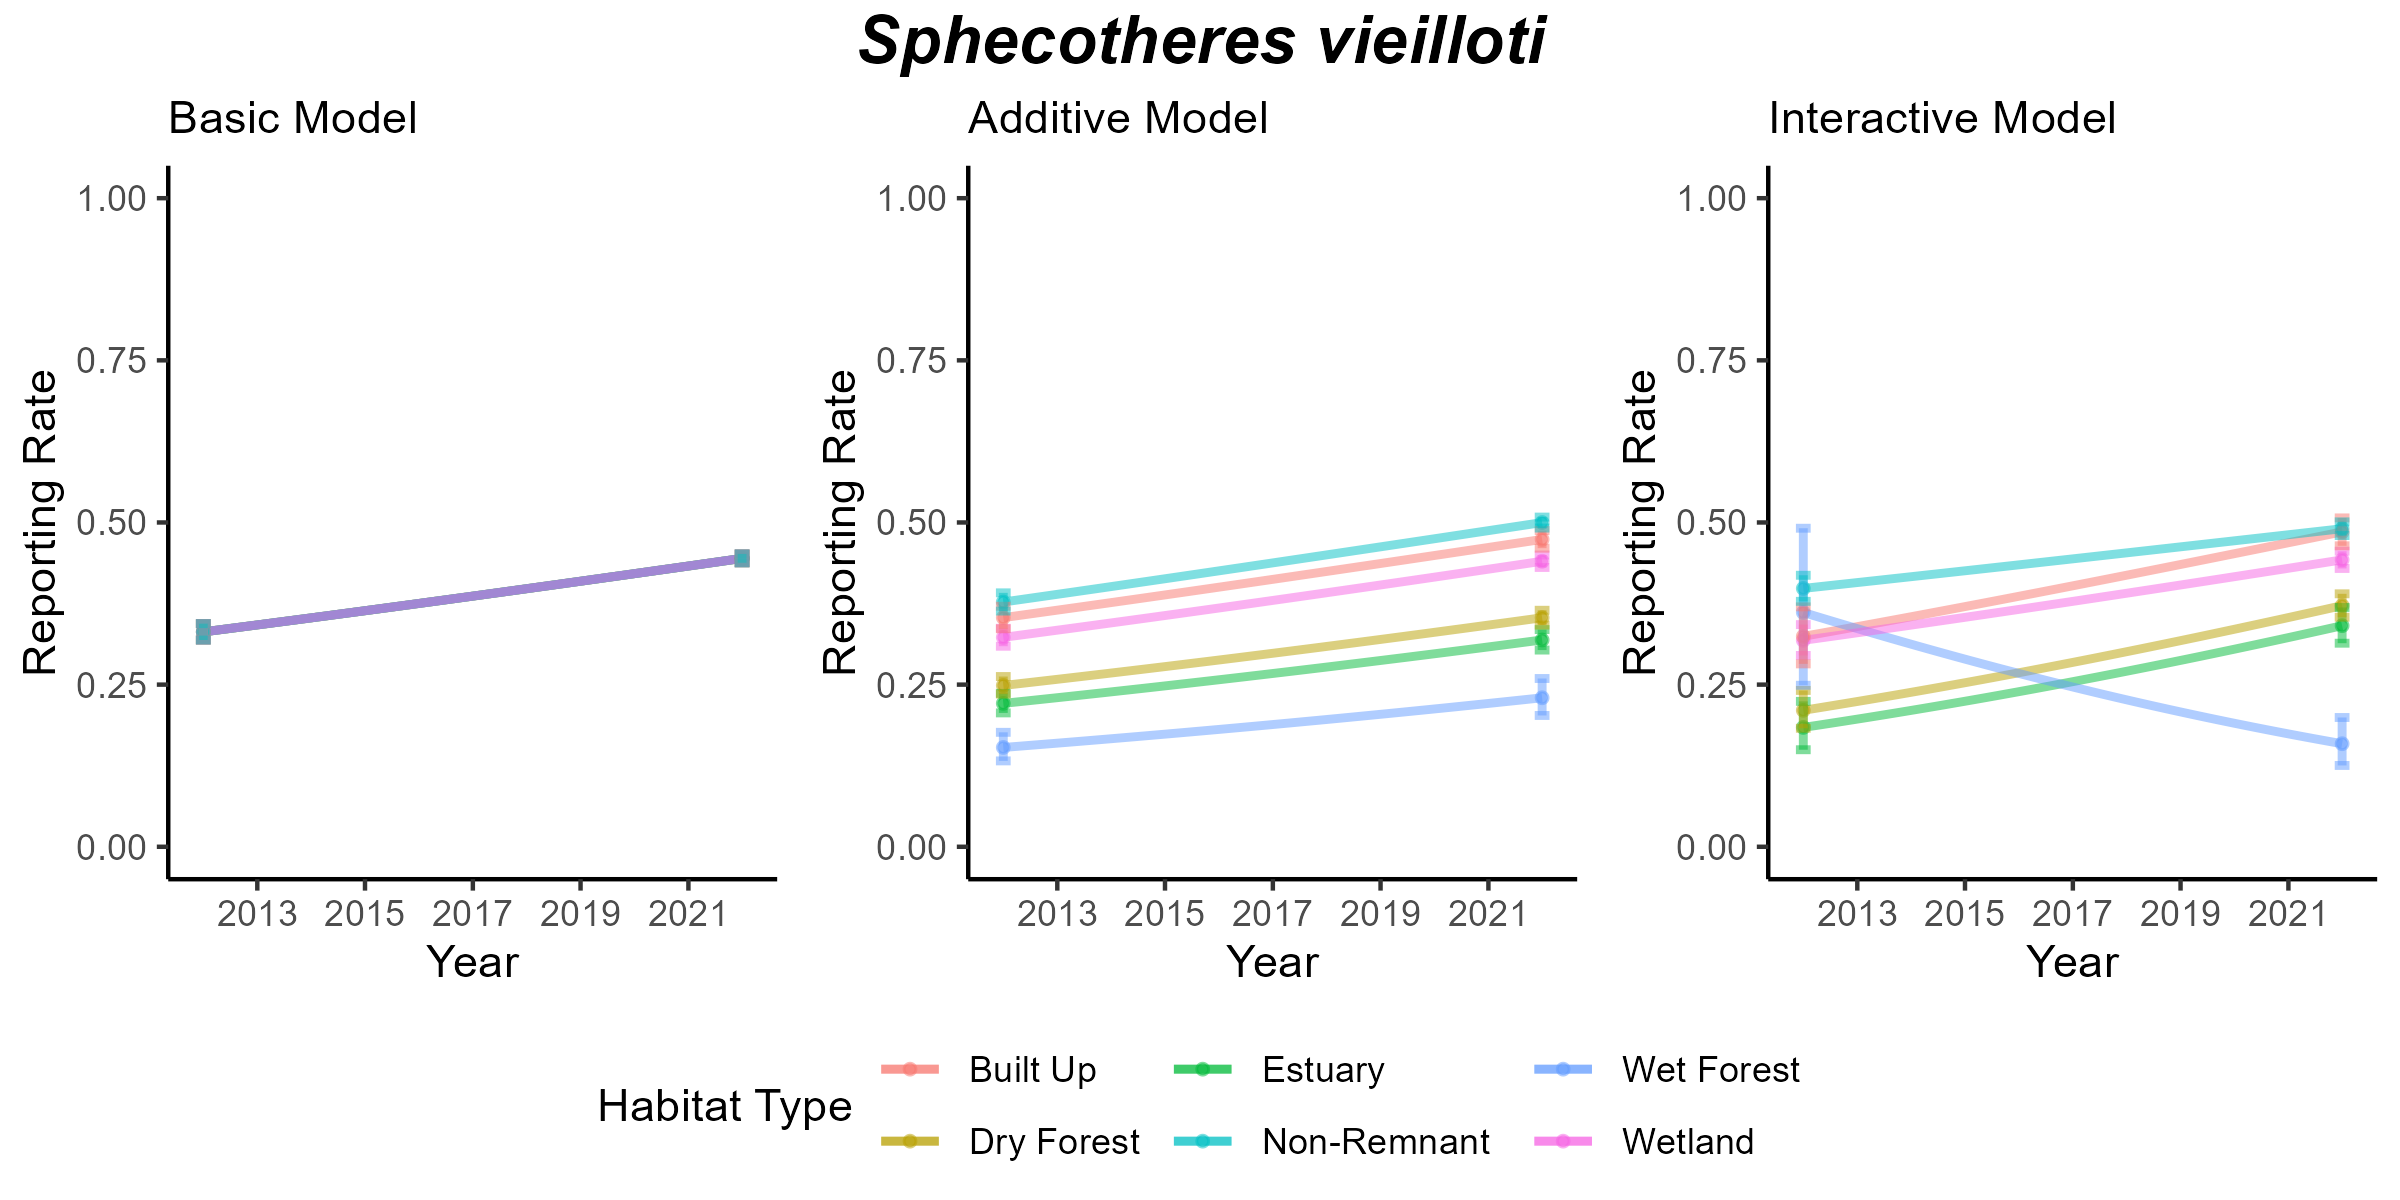 Sphecotheres vieilloti
Basic Model
Additive Model
Interactive Model
Reporting Rate
1.00
0.75
0.50
0.25
0.00
2013 2015 2017 2019 2021
Year
Reporting Rate
1.00
0.75
0.50
0.25
0.00
2013 2015 2017 2019 2021
Year
Reporting Rate
1.00
0.75
0.50
0.25
0.00
2013 2015 2017 2019 2021
Year
Habitat Type
Built Up
Estuary
Wet Forest
Dry Forest
Non-Remnant
Wetland